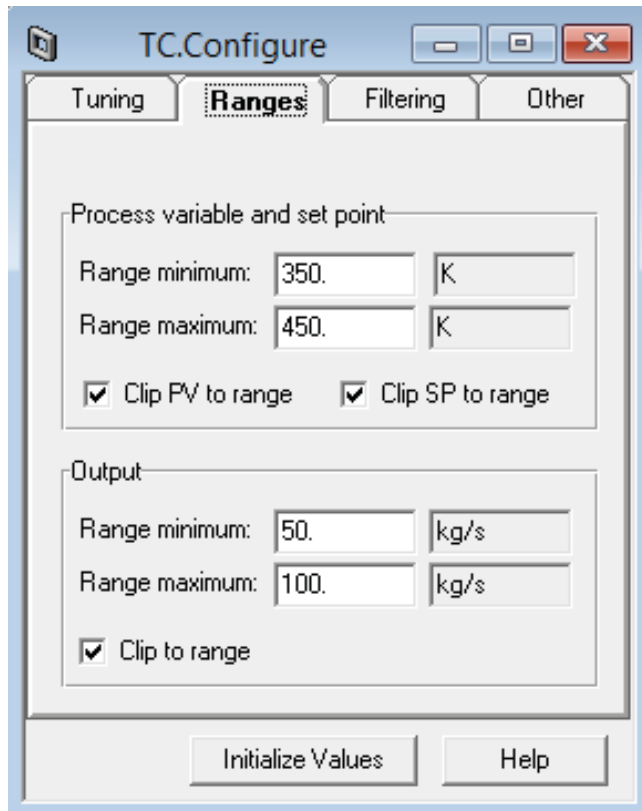 TC.Configure
Tuning Ranges Filtering Other
Process variable and set point
Range minimum: 350. K
Range maximum: 450. K
Clip PV to range Clip SP to range
Output
Range minimum: 50. kg/s
Range maximum: 100. kg/s
Clip to range
Initialize Values Help